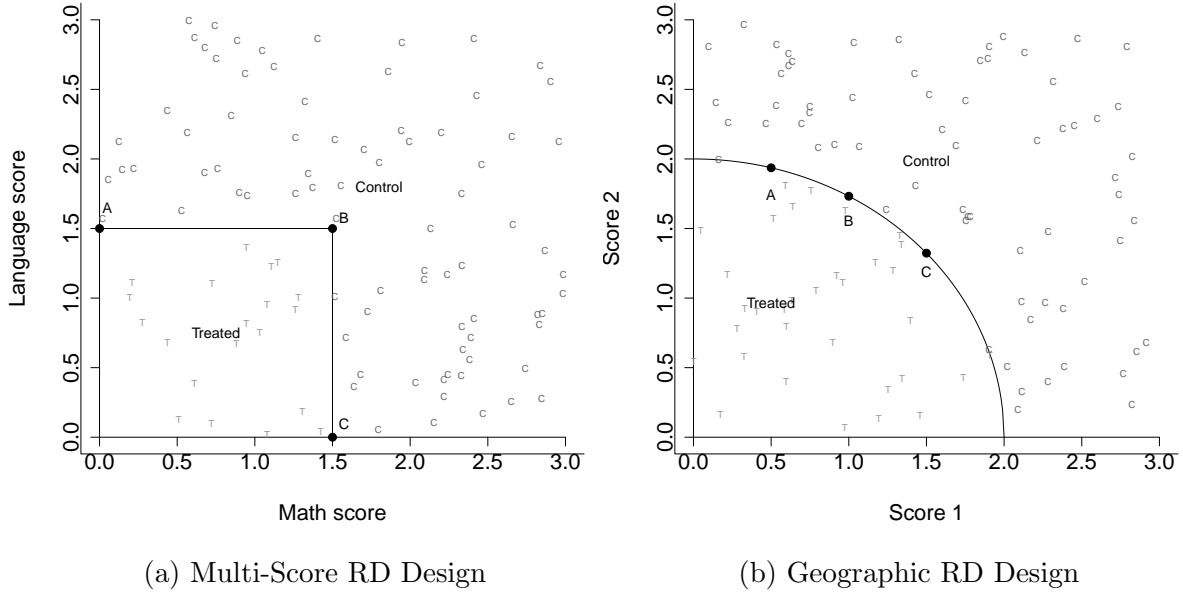 3.0
2.5
2.0
1.5
1.0
0.5
0.0
Language score
A
B
C
Control
Treated
0.0 0.5 1.0 1.5 2.0 2.5 3.0
Math score
(a) Multi-Score RD Design
3.0
2.5
2.0
1.5
1.0
0.5
0.0
Score 2
A
B
C
Control
Treated
0.0 0.5 1.0 1.5 2.0 2.5 3.0
Score 1
(b) Geographic RD Design